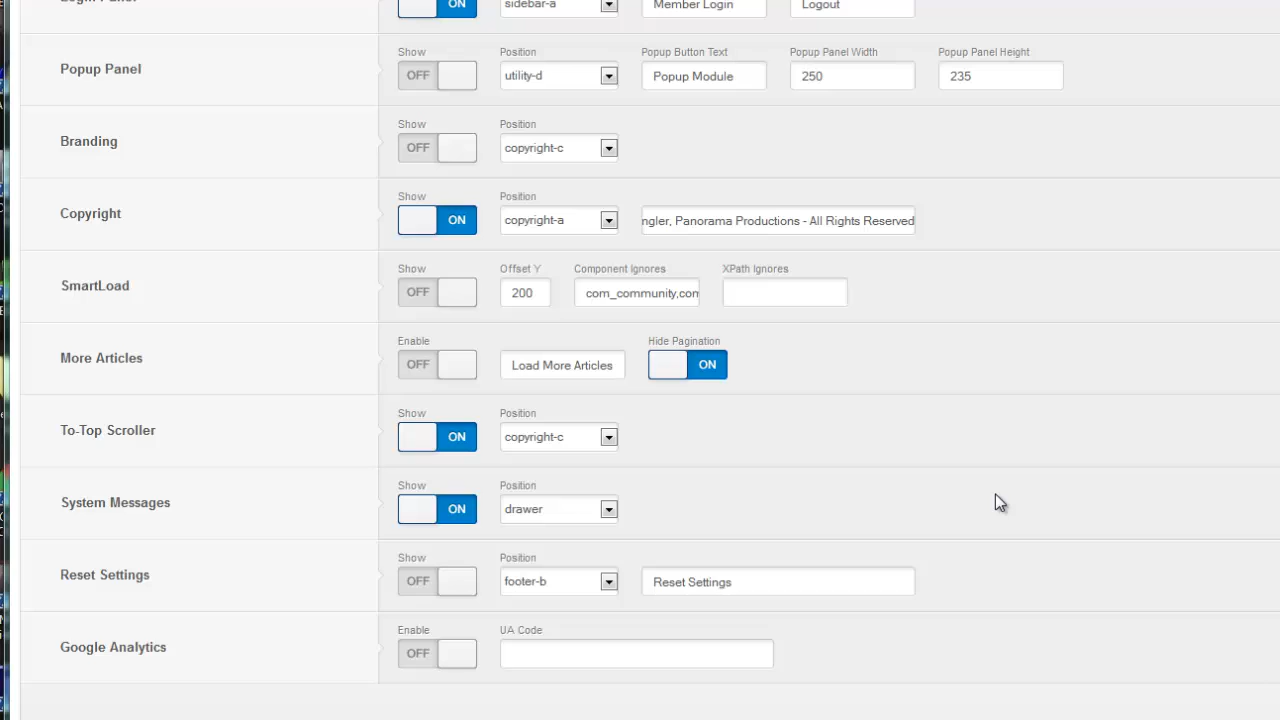 ON sidebar-a Member Login Logout
Show Position Popup Button Text Popup Panel Width Popup Panel Height
Popup Panel OFF utility-d Popup Module 250 235
Show Position
Branding OFF copyright-c
Show Position
Copyright ON copyright-a ngler, Panorama Productions - All Rights Reserved
Show Offset Y Component Ignores XPath Ignores
SmartLoad OFF 200 com_community,com
Enable Hide Pagination
More Articles OFF Load More Articles ON
Show Position
To-Top Scroller ON copyright-c
Show Position
System Messages ON drawer
Show Position
Reset Settings OFF footer-b Reset Settings
Enable UA Code
Google Analytics OFF